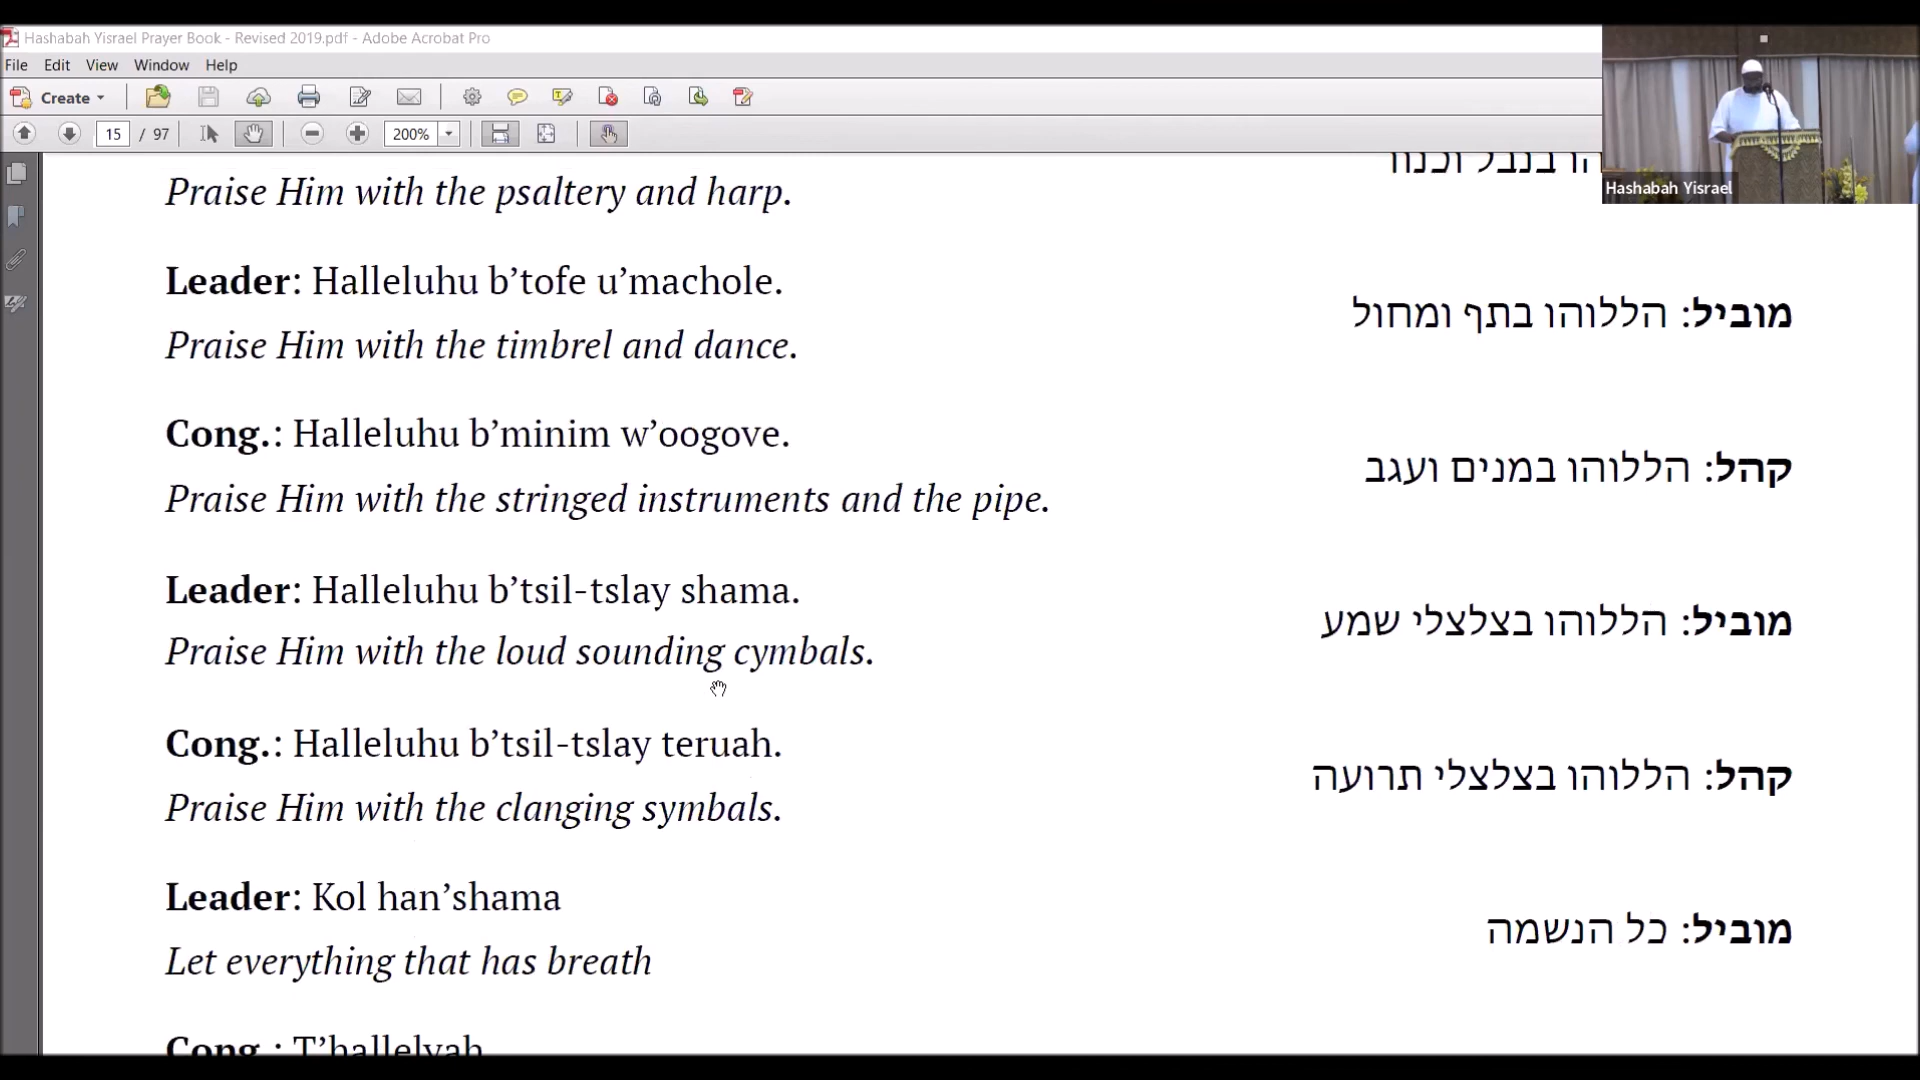 Hashabah Yisrael Prayer Book - Revised 2019.pdf - Adobe Acrobat Pro
File Edit View Window Help
Create
15 / 97 200%
Hashabah Yisrael
Praise Him with the psaltery and harp.
Leader: Halleluhu b’tofe u’machole.
מוביל: הללוהו בתף ומחול
Praise Him with the timbrel and dance.
Cong.: Halleluhu b’minim w’oogove.
קהל: הללוהו במנים ועגב
Praise Him with the stringed instruments and the pipe.
Leader: Halleluhu b’tsil-tslay shama.
מוביל: הללוהו בצלצלי שמע
Praise Him with the loud sounding cymbals.
Cong.: Halleluhu b’tsil-tslay teruah.
קהל: הללוהו בצלצלי תרועה
Praise Him with the clanging symbals.
Leader: Kol han’shama
מוביל: כל הנשמה
Let everything that has breath
Cong.: T’hallelyah